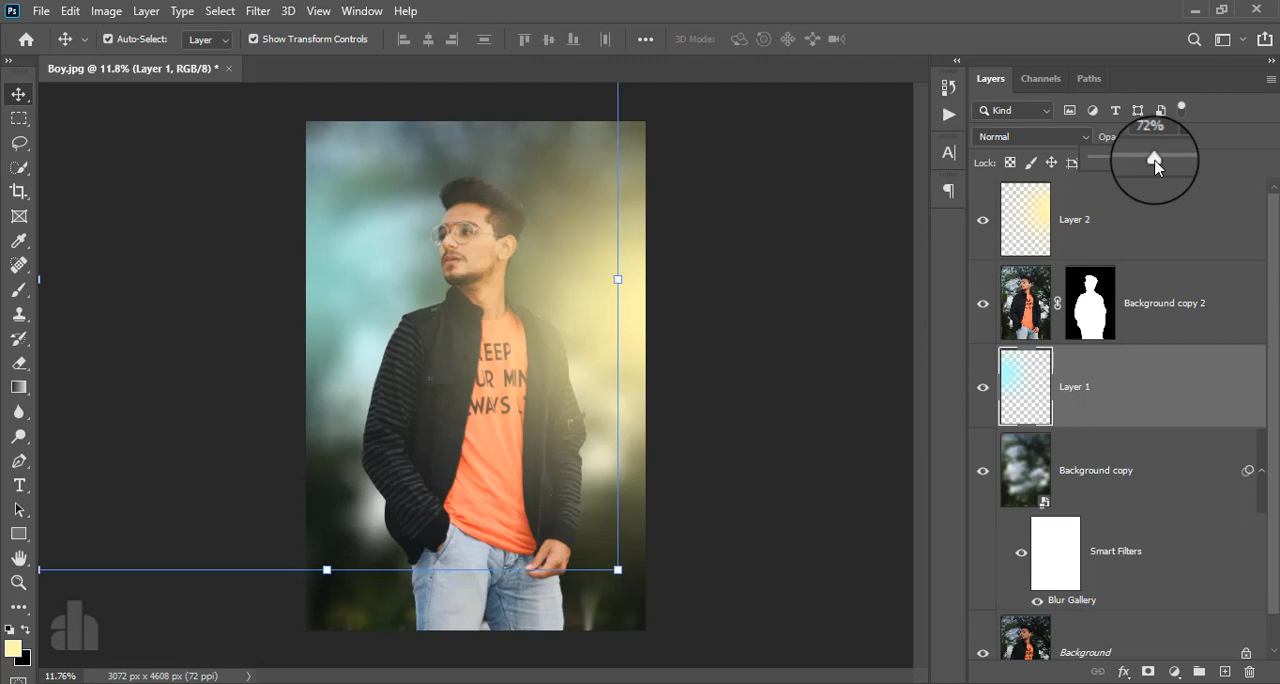 Ps File Edit Image Layer Type Select Filter 3D View Window Help
Auto-Select: Layer Show Transform Controls 3D Mode:
Boy.jpg @ 11.8% (Layer 1, RGB/8) *
Layers Channels Paths
Kind
72%
Normal
Lock:
Layer 2
Background copy 2
KEEP
UR MIN
WAYS L
Layer 1
Background copy
Smart Filters
Blur Gallery
Background
ah
11.76% 3072 px x 4608 px (72 ppi)